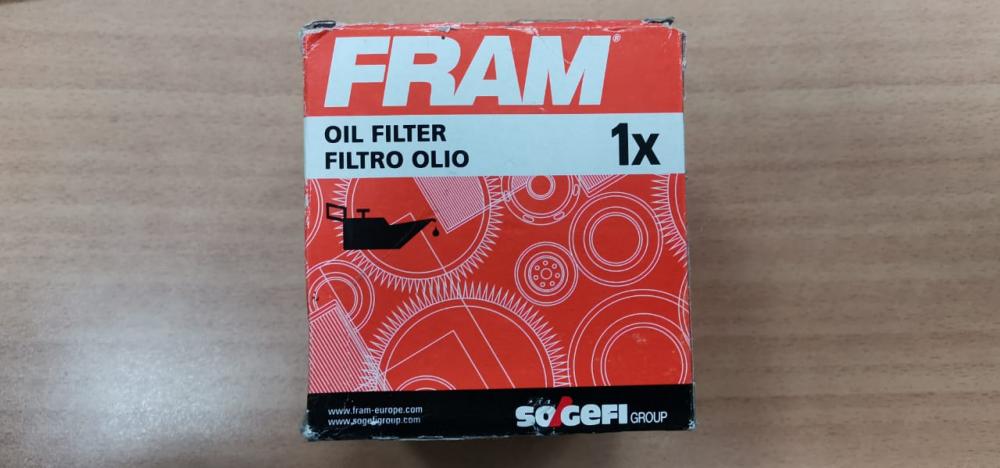 FRAM®
OIL FILTER
FILTRO OLIO
1x
www.fram-europe.com
www.sogefigroup.com
SOGEFI GROUP